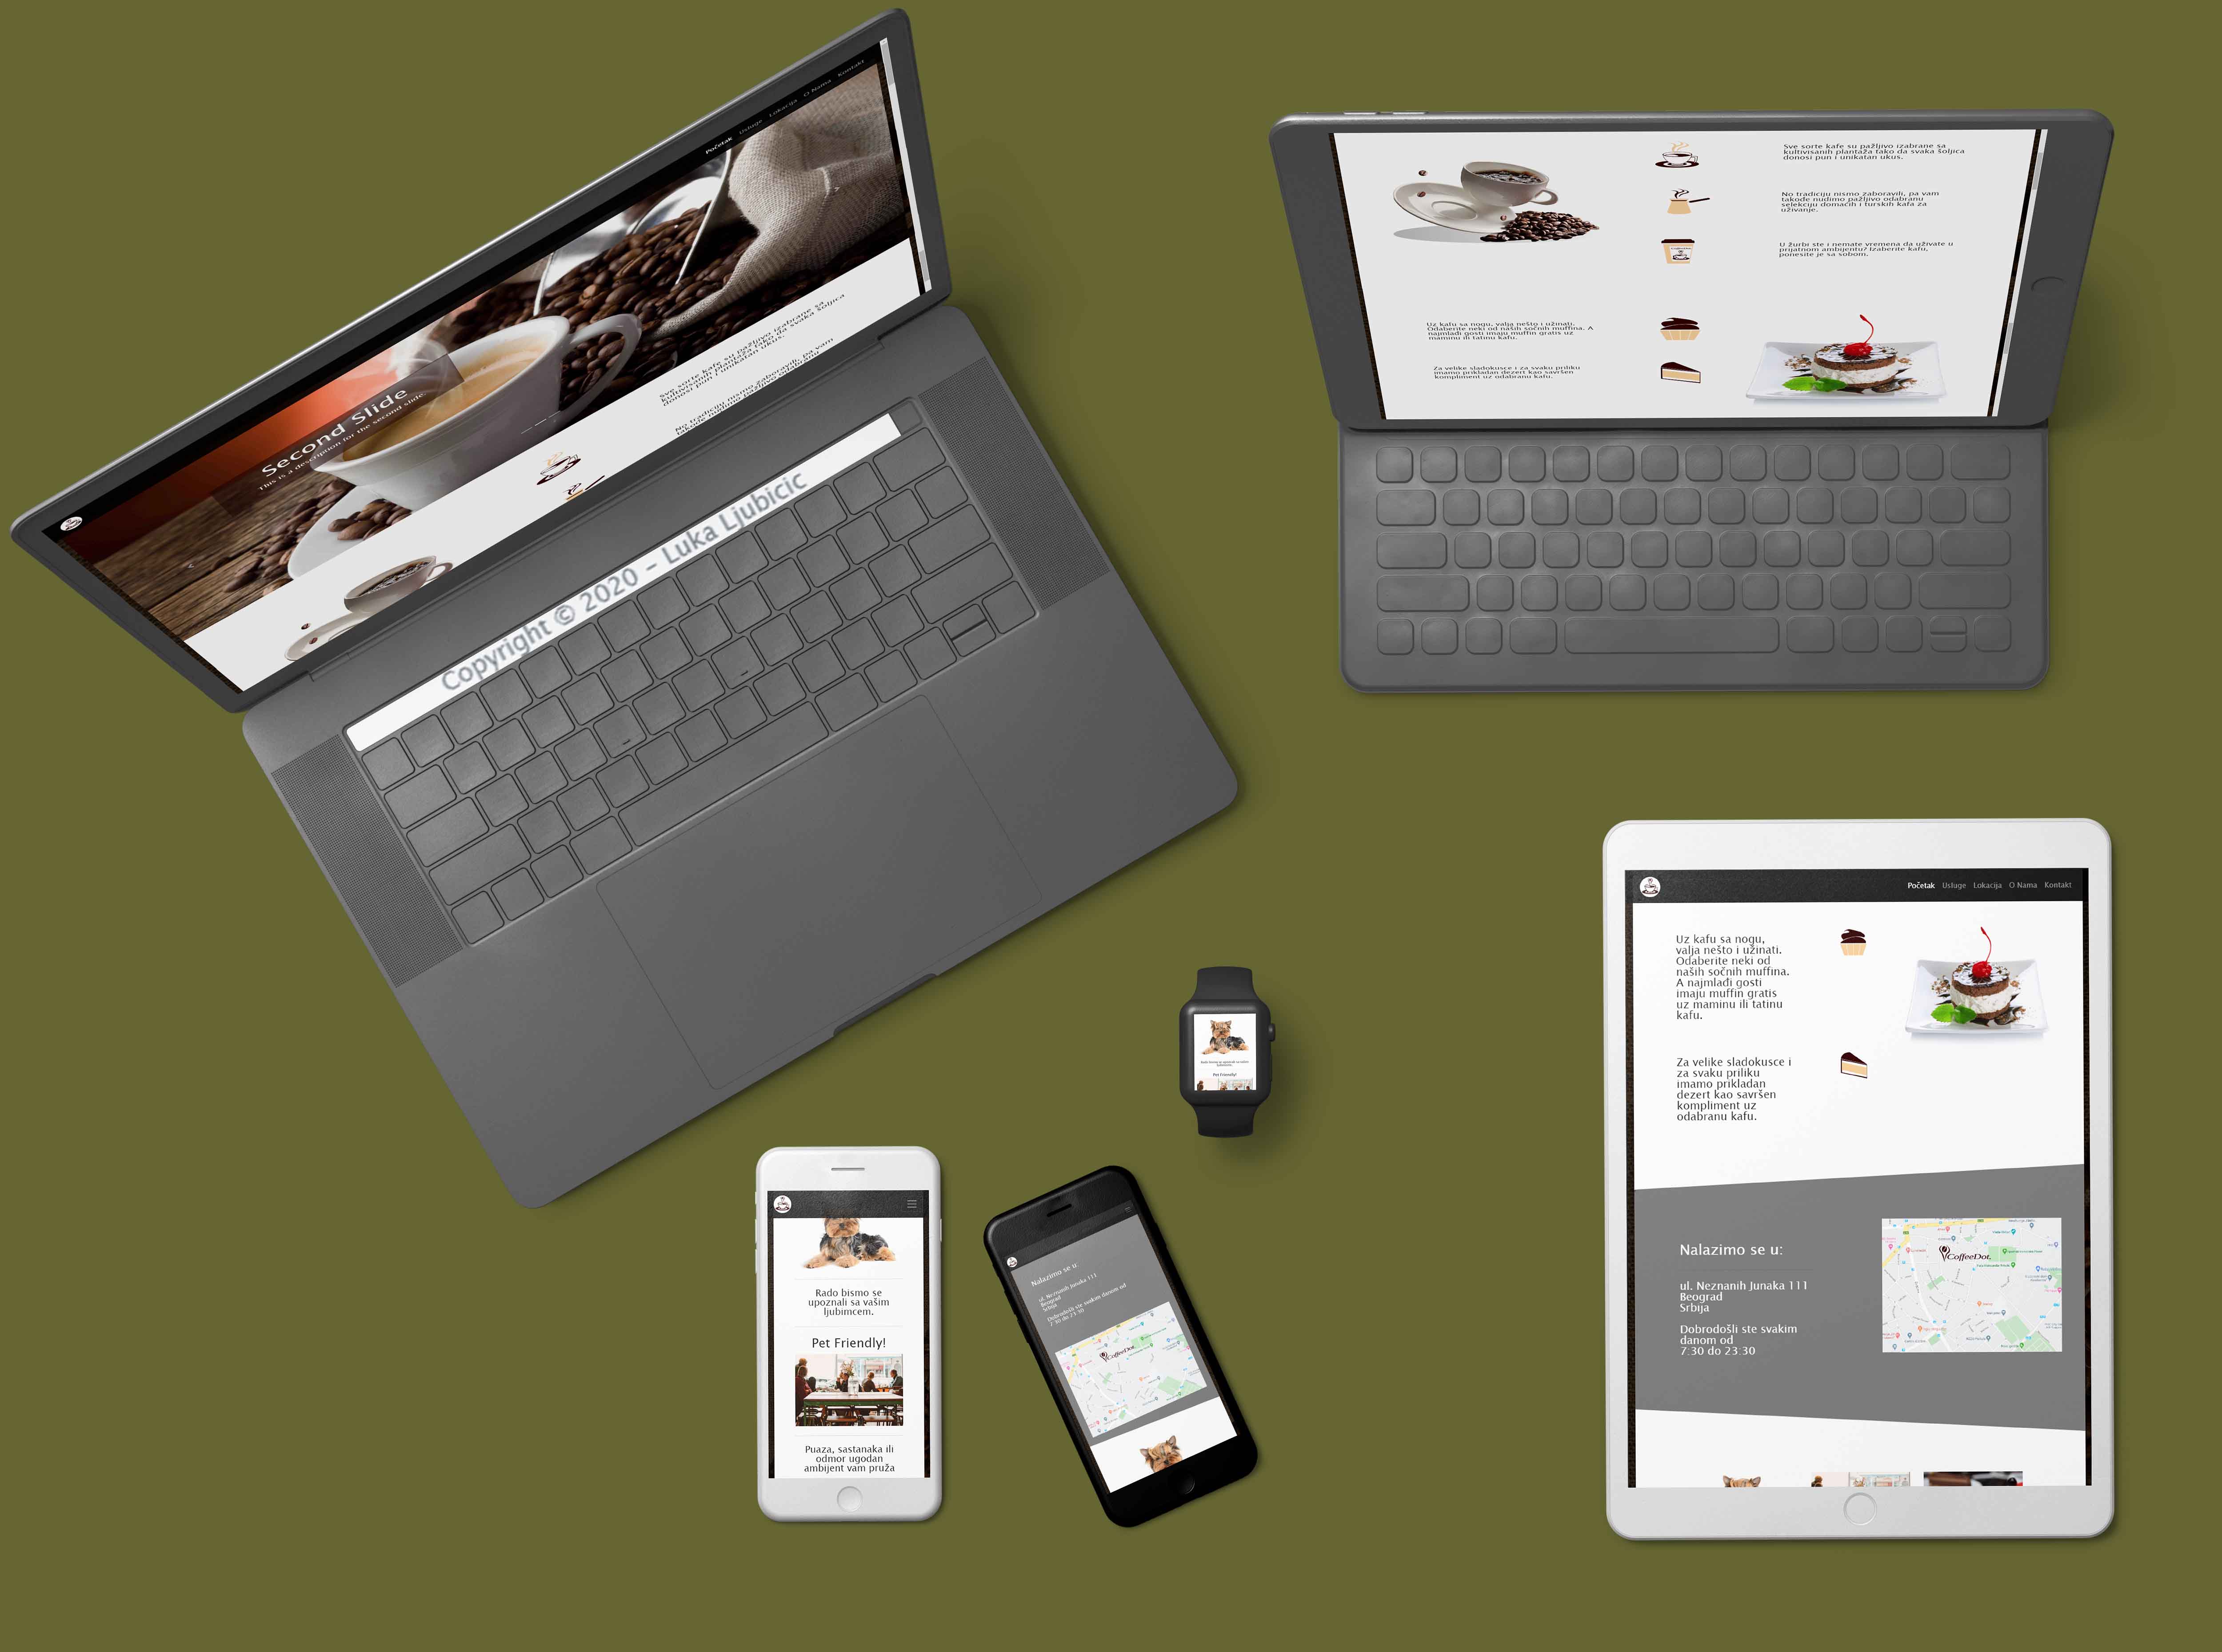 Početak Usluge Lokacija O Nama Kontakt
Second Slide
This is a description for the second slide.
Sve sorte kafe su pažljivo izabrane sa
kultivisanih plantaža tako da svaka šoljica
donosi pun i unikatan ukus.
No tradiciju nismo zaboravili, pa vam
takođe nudimo pažljivo odabranu
Copyright © 2020 – Luka Ljubicic
Sve sorte kafe su pažljivo izabrane sa
kultivisanih plantaža tako da svaka šoljica
donosi pun i unikatan ukus.
No tradiciju nismo zaboravili, pa vam
takođe nudimo pažljivo odabranu
selekciju domaćih i turskih kafa za
uživanje.
U žurbi ste i nemate vremena da uživate u
prijatnom ambijentu? Izaberite kafu,
ponesite je sa sobom.
Uz kafu sa nogu, valja nešto i užinati.
Odaberite neki od naših sočnih muffina. A
najmlađi gosti imaju muffin gratis uz
maminu ili tatinu kafu.
Za velike sladokusce i za svaku priliku
imamo prikladan dezert kao savršen
kompliment uz odabranu kafu.
Početak Usluge Lokacija O Nama Kontakt
Uz kafu sa nogu,
valja nešto i užinati.
Odaberite neki od
naših sočnih muffina.
A najmlađi gosti
imaju muffin gratis
uz maminu ili tatinu
kafu.
Za velike sladokusce i
za svaku priliku
imamo prikladan
dezert kao savršen
kompliment uz
odabranu kafu.
Nalazimo se u:
ul. Neznanih Junaka 111
Beograd
Srbija
Dobrodošli ste svakim
danom od
7:30 do 23:30
CoffeeDot.
Rado bismo se upoznali sa vašim
ljubimcem.
Pet Friendly!
Rado bismo se
upoznali sa vašim
ljubimcem.
Pet Friendly!
Puaza, sastanaka ili
odmor ugodan
ambijent vam pruža
Nalazimo se u:
ul. Neznanih Junaka 111
Beograd
Srbija
Dobrodošli ste svakim danom od
7:30 do 23:30
CoffeeDot.